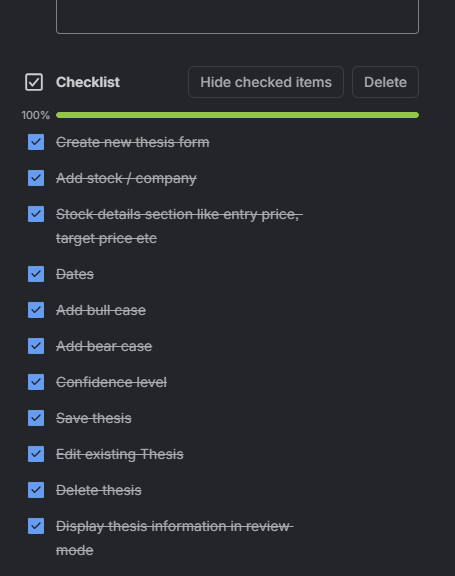 Checklist
Hide checked items
Delete
100%
Create new thesis form
Add stock / company
Stock details section like entry price,
target price etc
Dates
Add bull case
Add bear case
Confidence level
Save thesis
Edit existing Thesis
Delete thesis
Display thesis information in review
mode